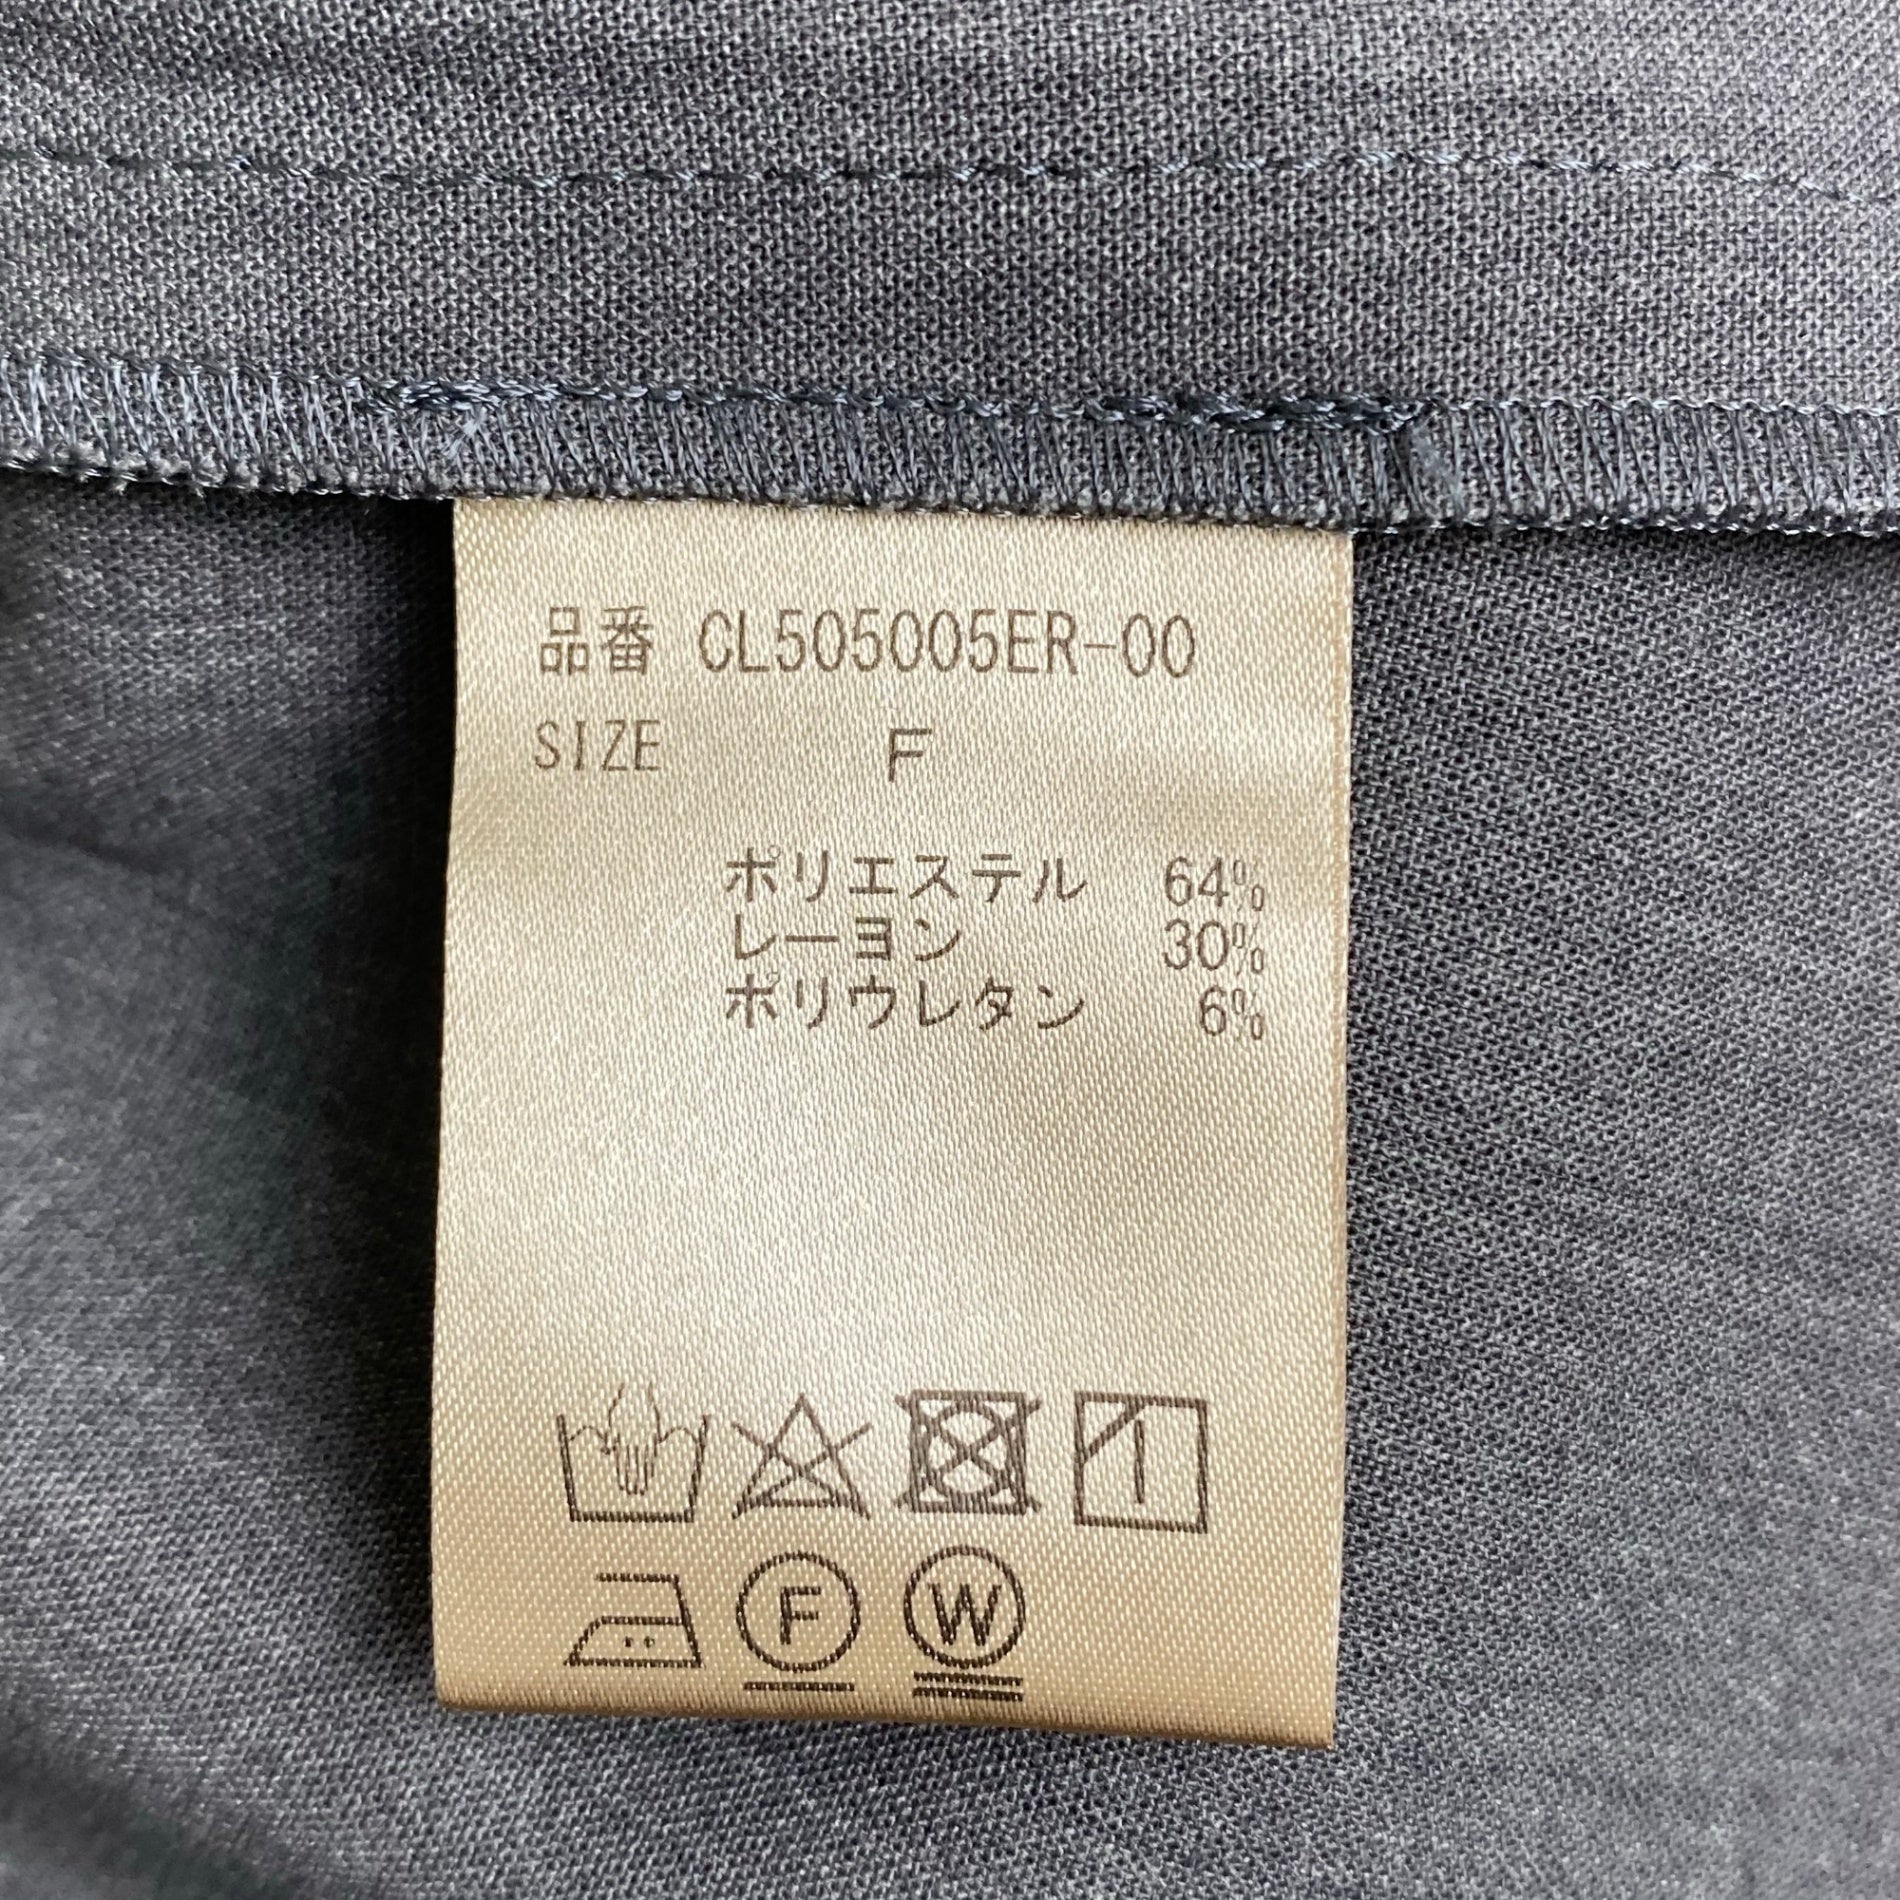 品番 CL505005ER-00
SIZE F
ポリエステル 64%
レーヨン 30%
ポリウレタン 6%
F W